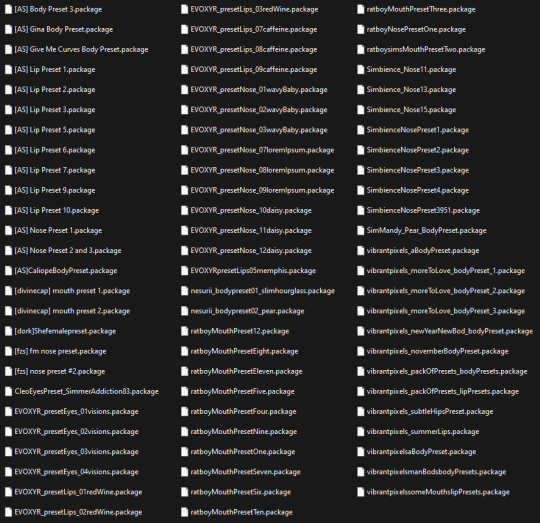 [AS] Body Preset 3.package
[AS] Gina Body Preset.package
[AS] Give Me Curves Body Preset.package
[AS] Lip Preset 1.package
[AS] Lip Preset 2.package
[AS] Lip Preset 3.package
[AS] Lip Preset 5.package
[AS] Lip Preset 6.package
[AS] Lip Preset 7.package
[AS] Lip Preset 9.package
[AS] Lip Preset 10.package
[AS] Nose Preset 1.package
[AS] Nose Preset 2 and 3.package
[AS]CaliopeBodyPreset.package
[divinecap] mouth preset 1.package
[divinecap] mouth preset 2.package
[dork]Shefemalepreset.package
[fzs] fm nose preset.package
[fzs] nose preset #2.package
CleoEyesPreset_SimmerAddiction83.package
EVOXYR_presetEyes_01visions.package
EVOXYR_presetEyes_02visions.package
EVOXYR_presetEyes_03visions.package
EVOXYR_presetEyes_04visions.package
EVOXYR_presetLips_01redWine.package
EVOXYR_presetLips_02redWine.package
EVOXYR_presetLips_03redWine.package
EVOXYR_presetLips_07caffeine.package
EVOXYR_presetLips_08caffeine.package
EVOXYR_presetLips_09caffeine.package
EVOXYR_presetNose_01wavyBaby.package
EVOXYR_presetNose_02wavyBaby.package
EVOXYR_presetNose_03wavyBaby.package
EVOXYR_presetNose_07loremIpsum.package
EVOXYR_presetNose_08loremIpsum.package
EVOXYR_presetNose_09loremIpsum.package
EVOXYR_presetNose_10daisy.package
EVOXYR_presetNose_11daisy.package
EVOXYR_presetNose_12daisy.package
EVOXYRpresetLips05memphis.package
nesurii_bodypreset01_slimhourglass.package
nesurii_bodypreset02_pear.package
ratboyMouthPreset12.package
ratboyMouthPresetEight.package
ratboyMouthPresetEleven.package
ratboyMouthPresetFive.package
ratboyMouthPresetFour.package
ratboyMouthPresetNine.package
ratboyMouthPresetOne.package
ratboyMouthPresetSeven.package
ratboyMouthPresetSix.package
ratboyMouthPresetTen.package
ratboyMouthPresetThree.package
ratboyNosePresetOne.package
ratboysimsMouthPresetTwo.package
Simbience_Nose11.package
Simbience_Nose13.package
Simbience_Nose15.package
SimbienceNosePreset1.package
SimbienceNosePreset2.package
SimbienceNosePreset3.package
SimbienceNosePreset4.package
SimbienceNosePreset3951.package
SimMandy_Pear_BodyPreset.package
vibrantpixels_aBodyPreset.package
vibrantpixels_moreToLove_bodyPreset_1.package
vibrantpixels_moreToLove_bodyPreset_2.package
vibrantpixels_moreToLove_bodyPreset_3.package
vibrantpixels_newYearNewBod_bodyPreset.package
vibrantpixels_novemberBodyPreset.package
vibrantpixels_packOfPresets_bodyPresets.package
vibrantpixels_packOfPresets_lipPresets.package
vibrantpixels_subtleHipsPreset.package
vibrantpixels_summerLips.package
vibrantpixelsaBodyPreset.package
vibrantpixelsmanBodsbodyPresets.package
vibrantpixelssomeMouthslipPresets.package